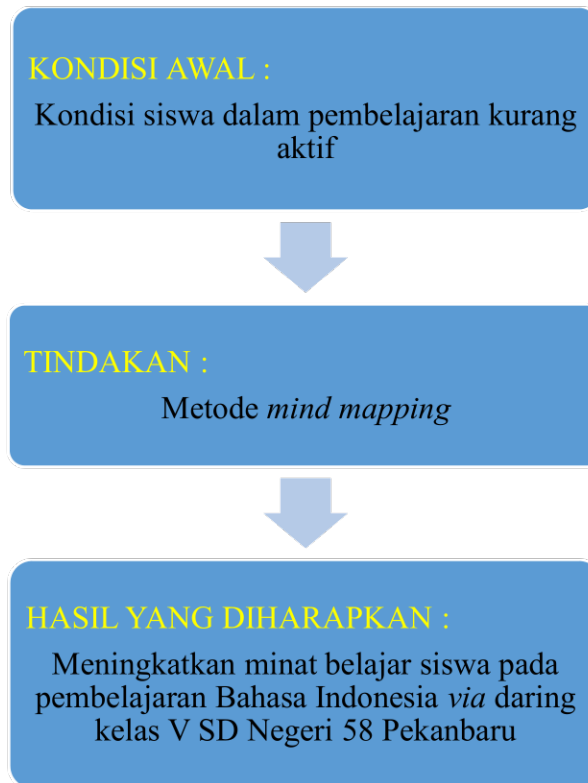 KONDISI AWAL :
Kondisi siswa dalam pembelajaran kurang
aktif
TINDAKAN :
Metode mind mapping
HASIL YANG DIHARAPKAN :
Meningkatkan minat belajar siswa pada
pembelajaran Bahasa Indonesia via daring
kelas V SD Negeri 58 Pekanbaru